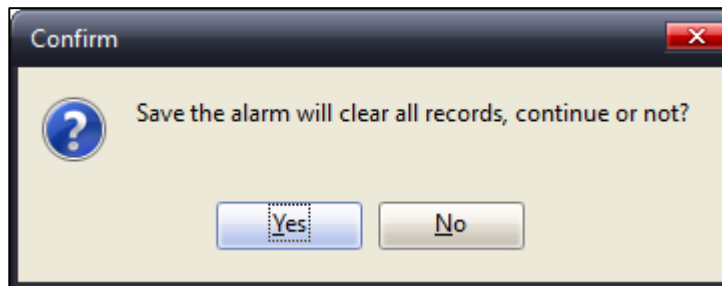 Confirm
Save the alarm will clear all records, continue or not?
Yes
No